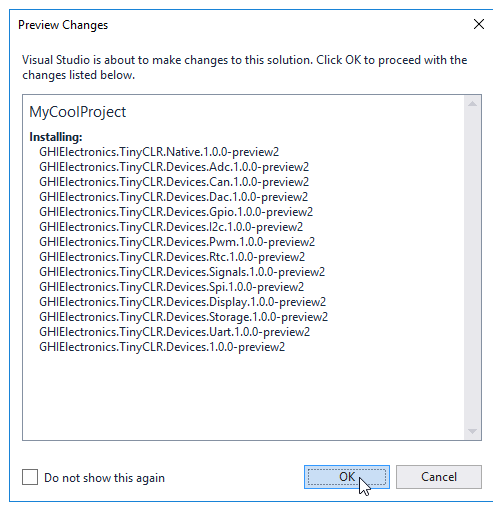 Preview Changes
Visual Studio is about to make changes to this solution. Click OK to proceed with the
changes listed below.
MyCoolProject
Installing:
GHIElectronics.TinyCLR.Native.1.0.0-preview2
GHIElectronics.TinyCLR.Devices.Adc.1.0.0-preview2
GHIElectronics.TinyCLR.Devices.Can.1.0.0-preview2
GHIElectronics.TinyCLR.Devices.Dac.1.0.0-preview2
GHIElectronics.TinyCLR.Devices.Gpio.1.0.0-preview2
GHIElectronics.TinyCLR.Devices.I2c.1.0.0-preview2
GHIElectronics.TinyCLR.Devices.Pwm.1.0.0-preview2
GHIElectronics.TinyCLR.Devices.Rtc.1.0.0-preview2
GHIElectronics.TinyCLR.Devices.Signals.1.0.0-preview2
GHIElectronics.TinyCLR.Devices.Spi.1.0.0-preview2
GHIElectronics.TinyCLR.Devices.Display.1.0.0-preview2
GHIElectronics.TinyCLR.Devices.Storage.1.0.0-preview2
GHIElectronics.TinyCLR.Devices.Uart.1.0.0-preview2
GHIElectronics.TinyCLR.Devices.1.0.0-preview2
Do not show this again
OK
Cancel